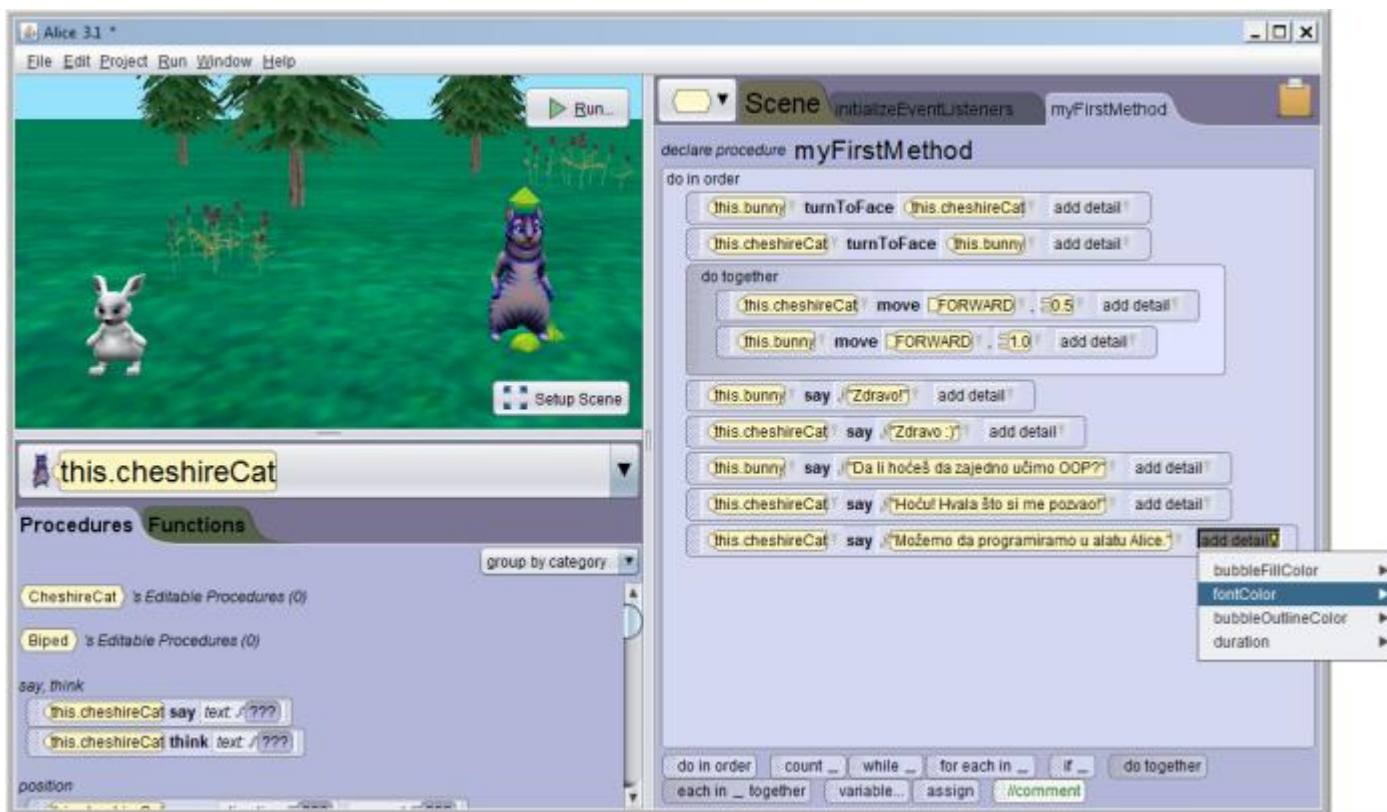 Alice 3.1 *
File Edit Project Run Window Help
Run...
Setup Scene
this.cheshireCat
Procedures Functions
group by category
CheshireCat 's Editable Procedures (0)
Biped 's Editable Procedures (0)
say, think
this.cheshireCat say text: ???
this.cheshireCat think text: ???
position
Scene initializeEventListeners myFirstMethod
declare procedure myFirstMethod
do in order
this.bunny turnToFace this.cheshireCat add detail
this.cheshireCat turnToFace this.bunny add detail
do together
this.cheshireCat move FORWARD , 0.5 add detail
this.bunny move FORWARD , 1.0 add detail
this.bunny say "Zdravo!" add detail
this.cheshireCat say "Zdravo :)" add detail
this.bunny say "Da li hoćeš da zajedno učimo OOP?" add detail
this.cheshireCat say "Hoću! Hvala što si me pozvao!" add detail
this.cheshireCat say "Možemo da programiramo u alatu Alice." add detail
bubbleFillColor
fontColor
bubbleOutlineColor
duration
do in order count _ while _ for each in _ if _ do together
each in _ together variable... assign //comment